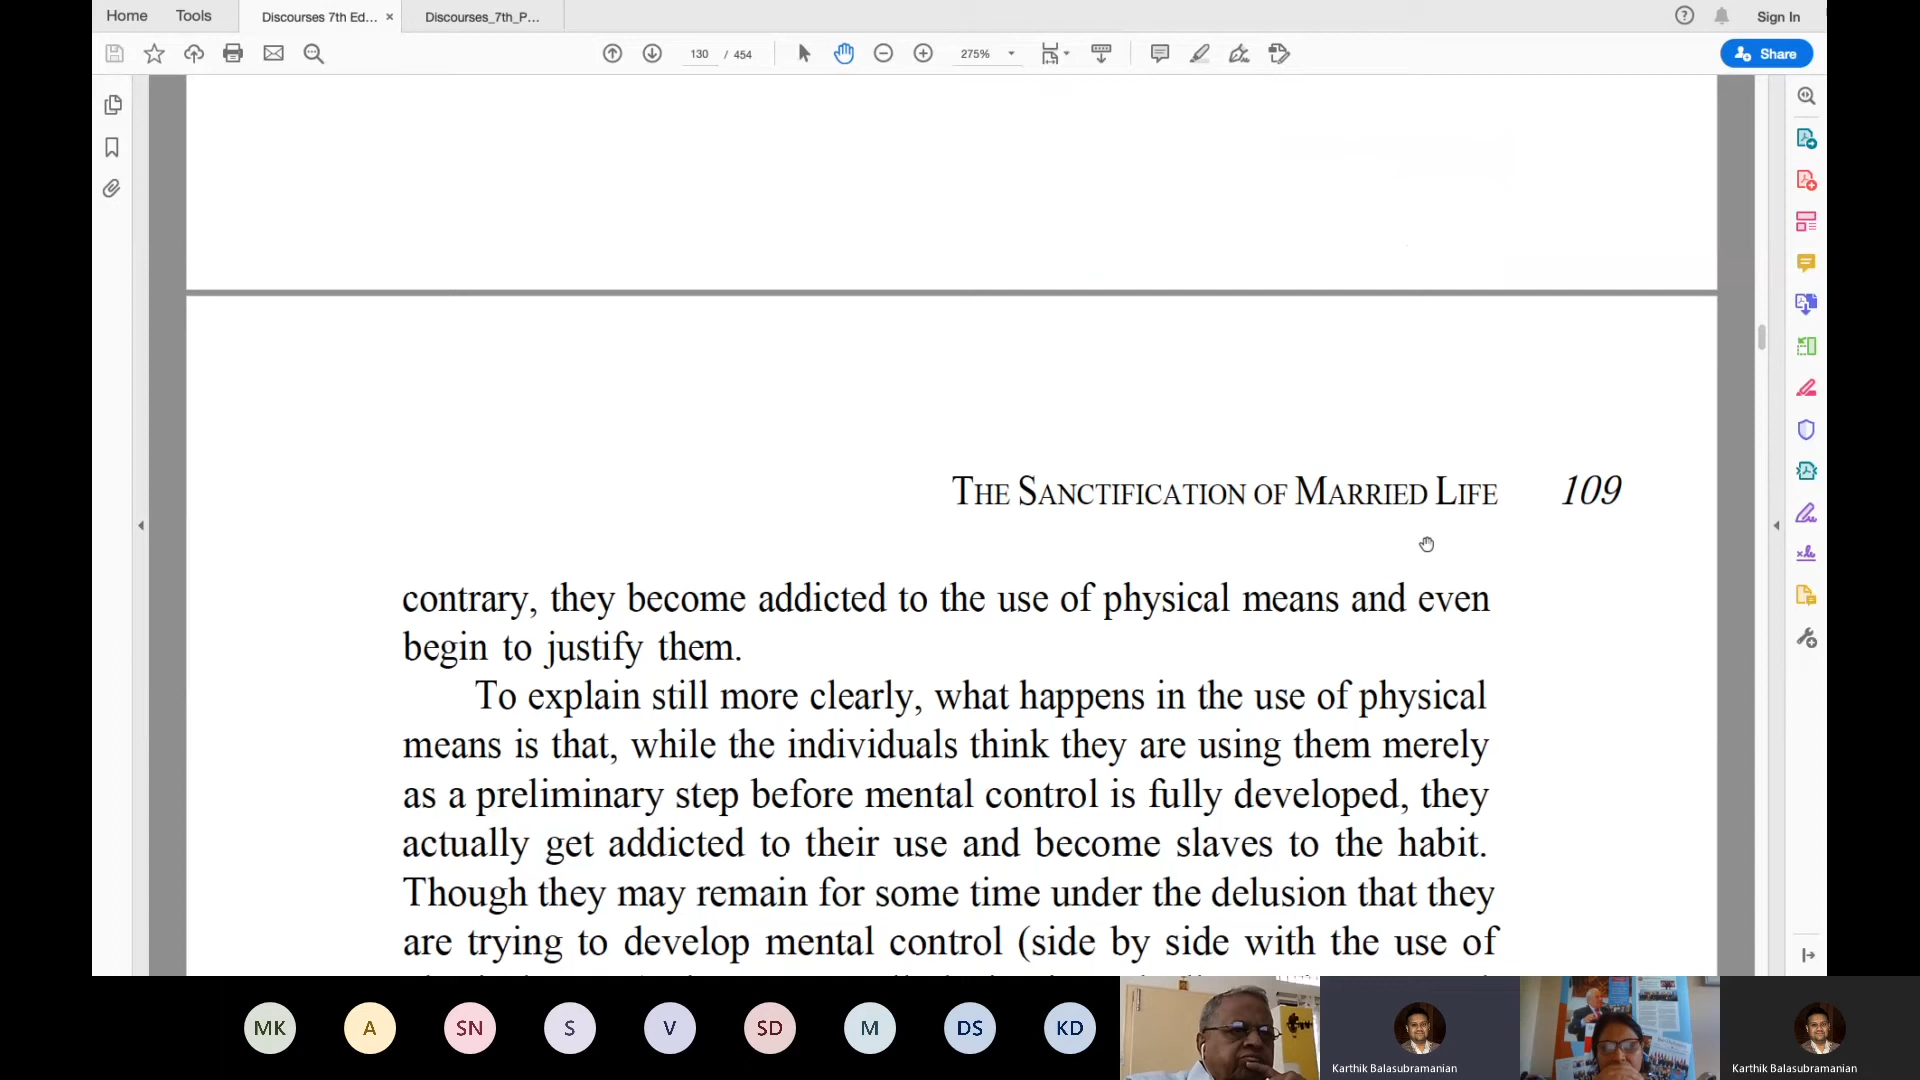 Home
Tools
Discourses 7th Ed...
×
Discourses_7th_P...
Sign In
130 / 454
275%
Share
THE SANCTIFICATION OF MARRIED LIFE 109
contrary, they become addicted to the use of physical means and even
begin to justify them.
To explain still more clearly, what happens in the use of physical
means is that, while the individuals think they are using them merely
as a preliminary step before mental control is fully developed, they
actually get addicted to their use and become slaves to the habit.
Though they may remain for some time under the delusion that they
are trying to develop mental control (side by side with the use of
MK
A
SN
S
V
SD
M
DS
KD
Karthik Balasubramanian
Karthik Balasubramanian